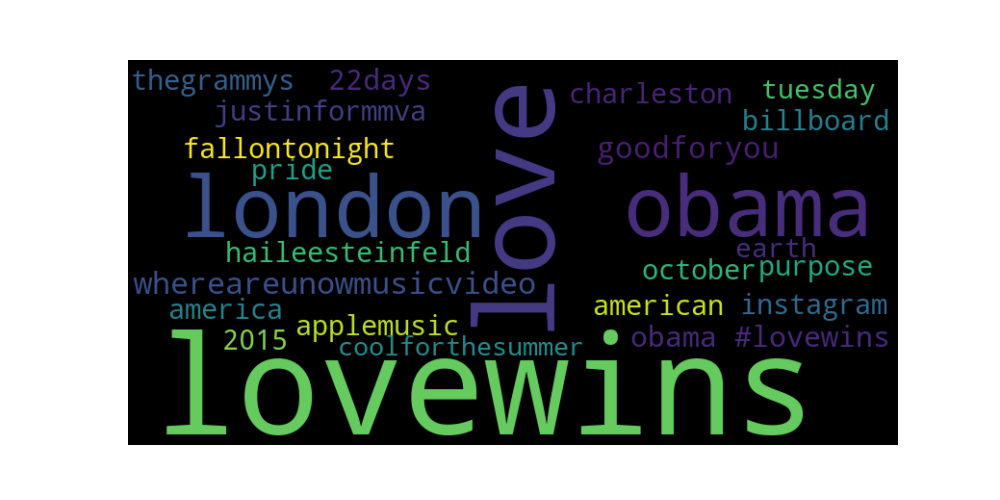 thegrammys 22days
charleston tuesday
justinformmva
billboard
love
fallontonight
goodforyou
pride
london
obama
haileesteinfeld
earth
october purpose
whereareunowmusicvideo
america
american instagram
2015 applemusic
coolforthesummer
obama #lovewins
lovewins